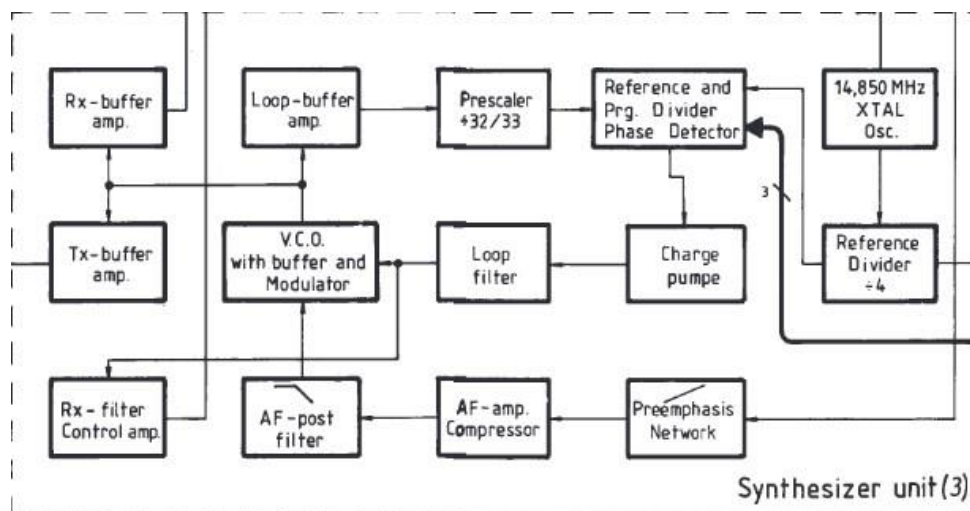 Rx-buffer
amp.
Loop-buffer
amp.
Prescaler
÷32/33
Reference and
Prg. Divider
Phase Detector
14,850 MHz
XTAL
Osc.
3
Tx-buffer
amp.
V.C.O.
with buffer and
Modulator
Loop
filter
Charge
pumpe
Reference
Divider
÷4
Rx-filter
Control amp.
AF-post
filter
AF-amp.
Compressor
Preemphasis
Network
Synthesizer unit (3)